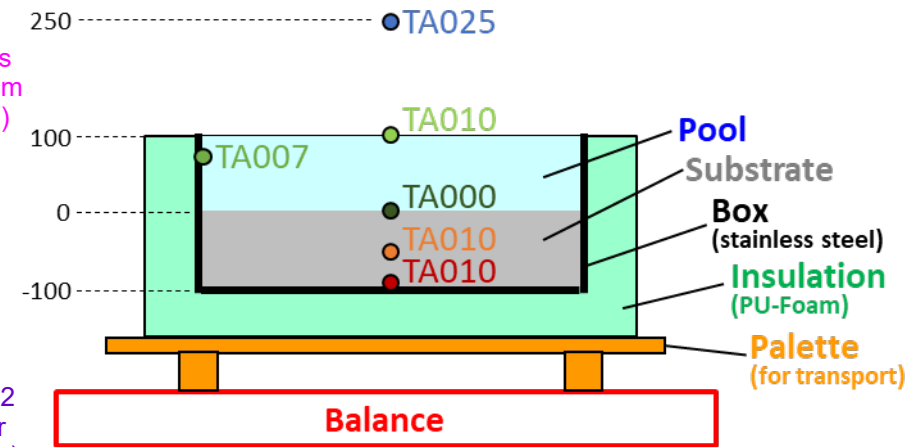 250
TA025
s
m
)
100
TA010
Pool
TA007
Substrate
0
TA000
Box
(stainless steel)
TA010
TA010
Insulation
(PU-Foam)
-100
Palette
(for transport)
2
r
Balance